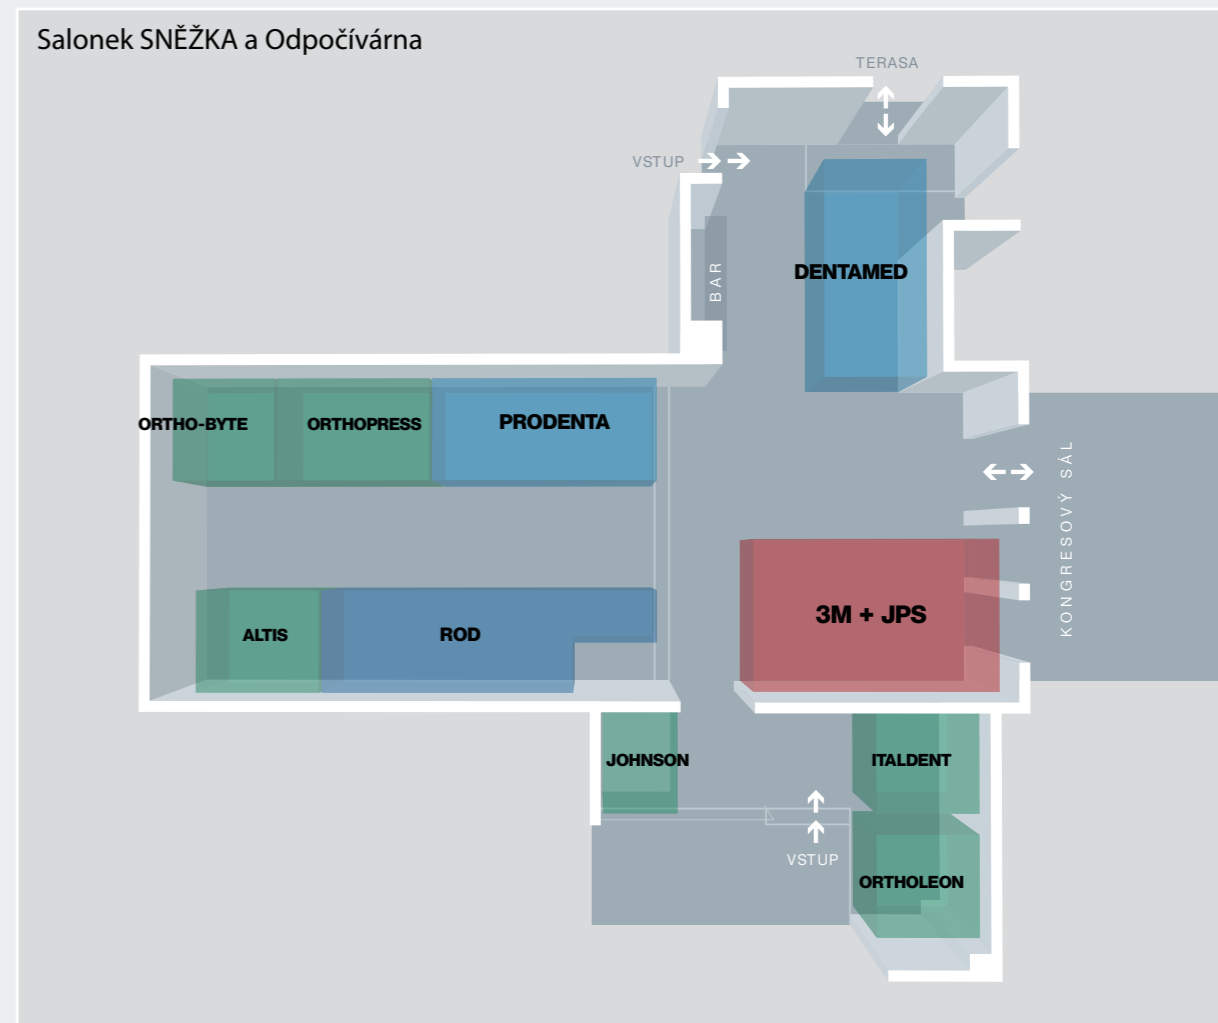 Salonek SNĚŽKA a Odpočívárna
TERASA
VSTUP
BAR
DENTAMED
ORTHO-BYTE
ORTHOPRESS
PRODENTA
KONGRESOVÝ SÁL
ALTIS
ROD
3M + JPS
JOHNSON
ITALDENT
VSTUP
ORTHOLEON